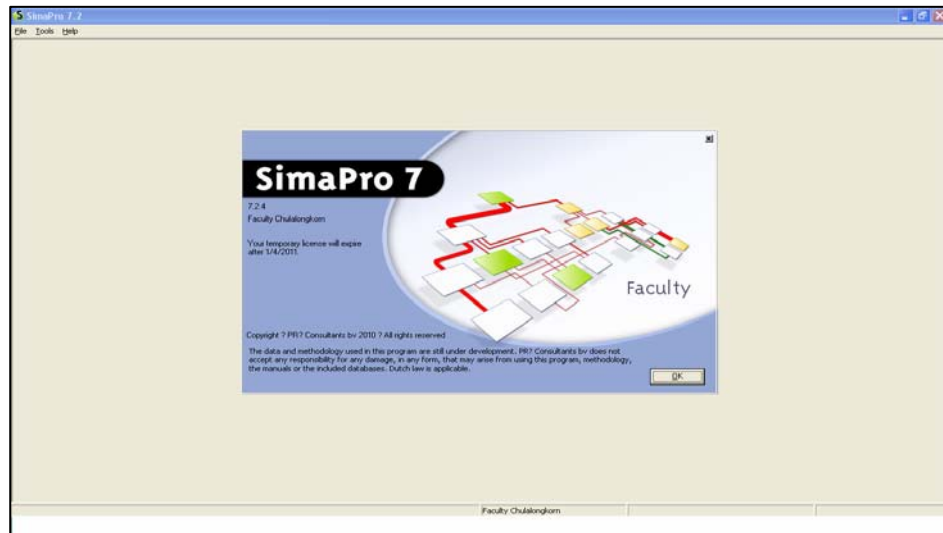 SimaPro 7.2
File Tools Help
SimaPro 7
7.2.4
Faculty Chulalongkorn
Your temporary license will expire
after 1/4/2011.
Faculty
Copyright ? PR? Consultants bv 2010 ? All rights reserved
The data and methodology used in this program are still under development. PR? Consultants bv does not
accept any responsibility for any damage, in any form, that may arise from using this program, methodology,
the manuals or the included databases. Dutch law is applicable.
OK
Faculty Chulalongkorn